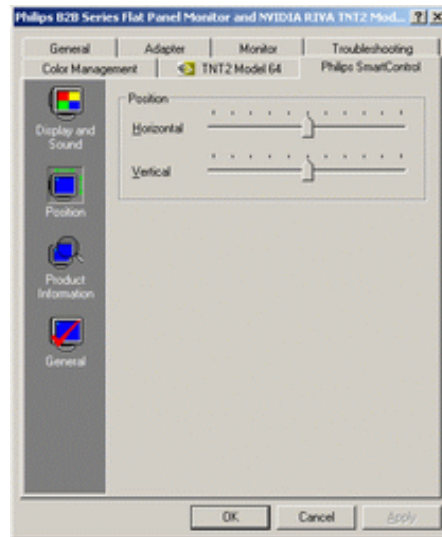 Philips B2B Series Flat Panel Monitor and NVIDIA RIVA TNT2 Mod...
General Adapter Monitor Troubleshooting
Color Management TNT2 Model 64 Philips SmartControl
Display and
Sound
Position
Product
Information
General
Position
Horizontal
Vertical
OK Cancel Apply